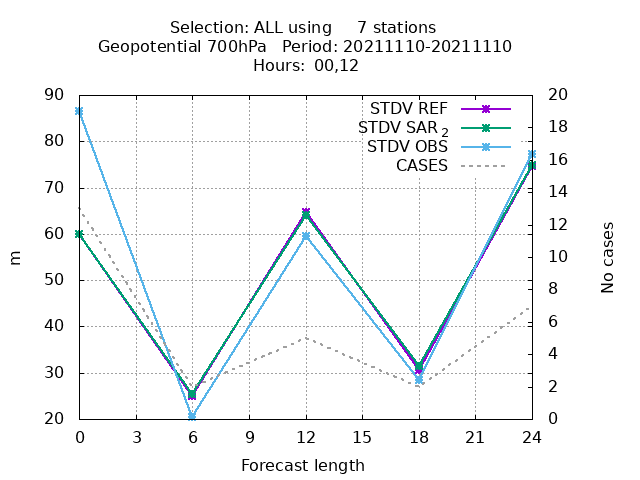 Selection: ALL using     7 stations
Geopotential 700hPa   Period: 20211110-20211110
Hours:  00,12
90
80
70
60
50
40
30
20
20
18
16
14
12
10
8
6
4
2
0
STDV REF
STDV SAR 2
STDV OBS
CASES
m
No cases
0 3 6 9 12 15 18 21 24
Forecast length